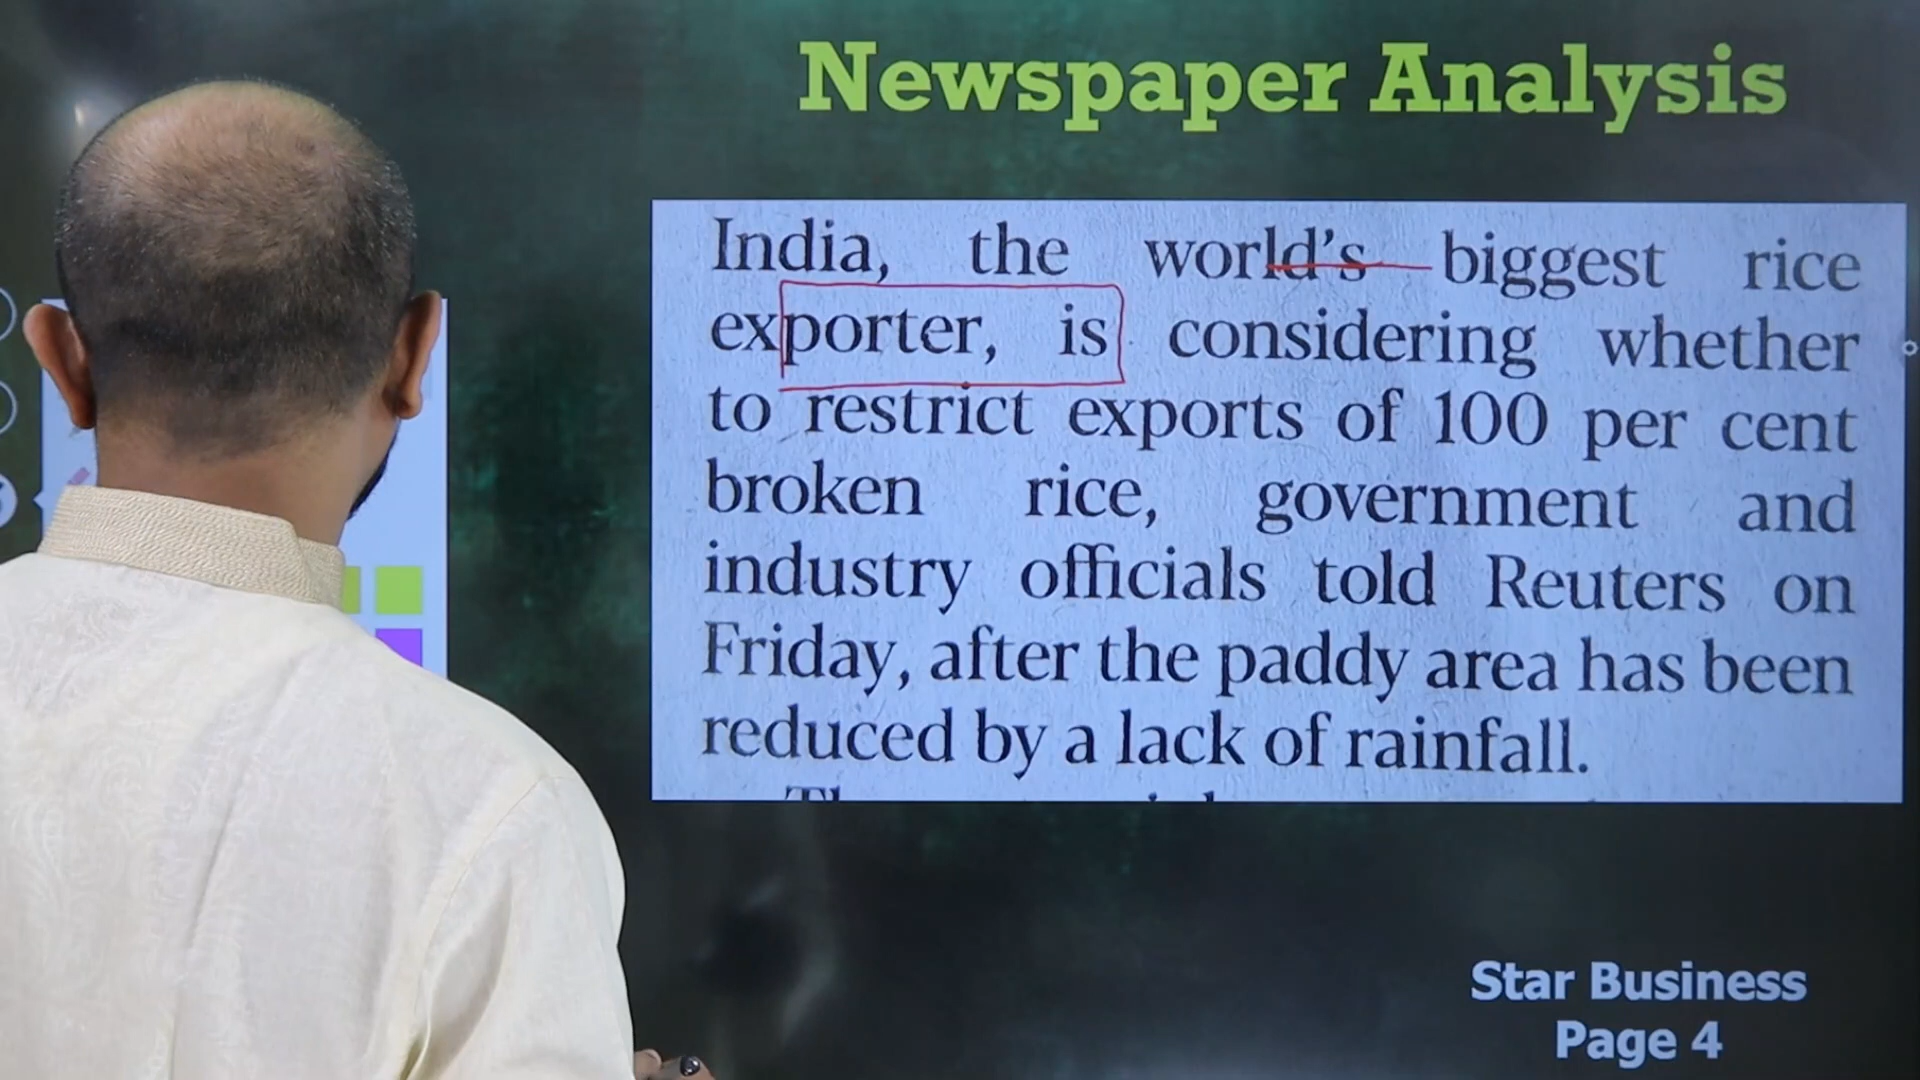 Newspaper Analysis
India, the world's biggest rice
exporter, is considering whether
to restrict exports of 100 per cent
broken rice, government and
industry officials told Reuters on
Friday, after the paddy area has been
reduced by a lack of rainfall.
Star Business
Page 4